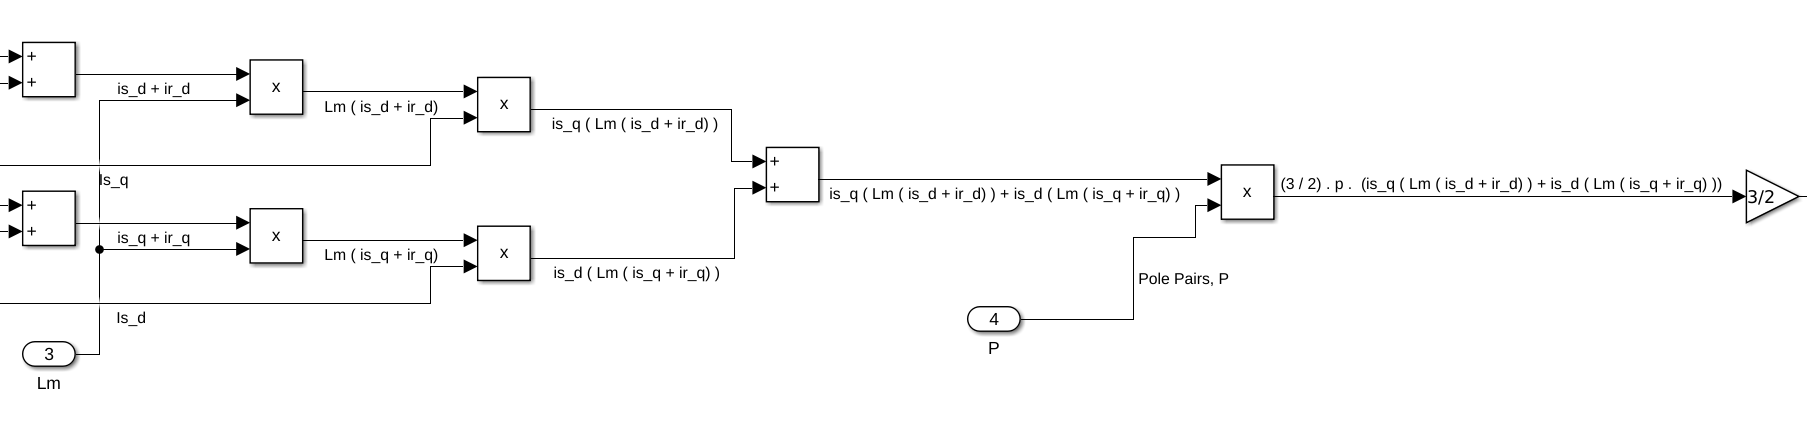 +
+
is_d + ir_d
x
Lm ( is_d + ir_d)
x
is_q ( Lm ( is_d + ir_d) )
Is_q
+
+
is_q + ir_q
x
Lm ( is_q + ir_q)
x
is_d ( Lm ( is_q + ir_q) )
Is_d
3
Lm
+
+
is_q ( Lm ( is_d + ir_d) ) + is_d ( Lm ( is_q + ir_q) )
x
(3 / 2) . p .  (is_q ( Lm ( is_d + ir_d) ) + is_d ( Lm ( is_q + ir_q) ))
3/2
Pole Pairs, P
4
P